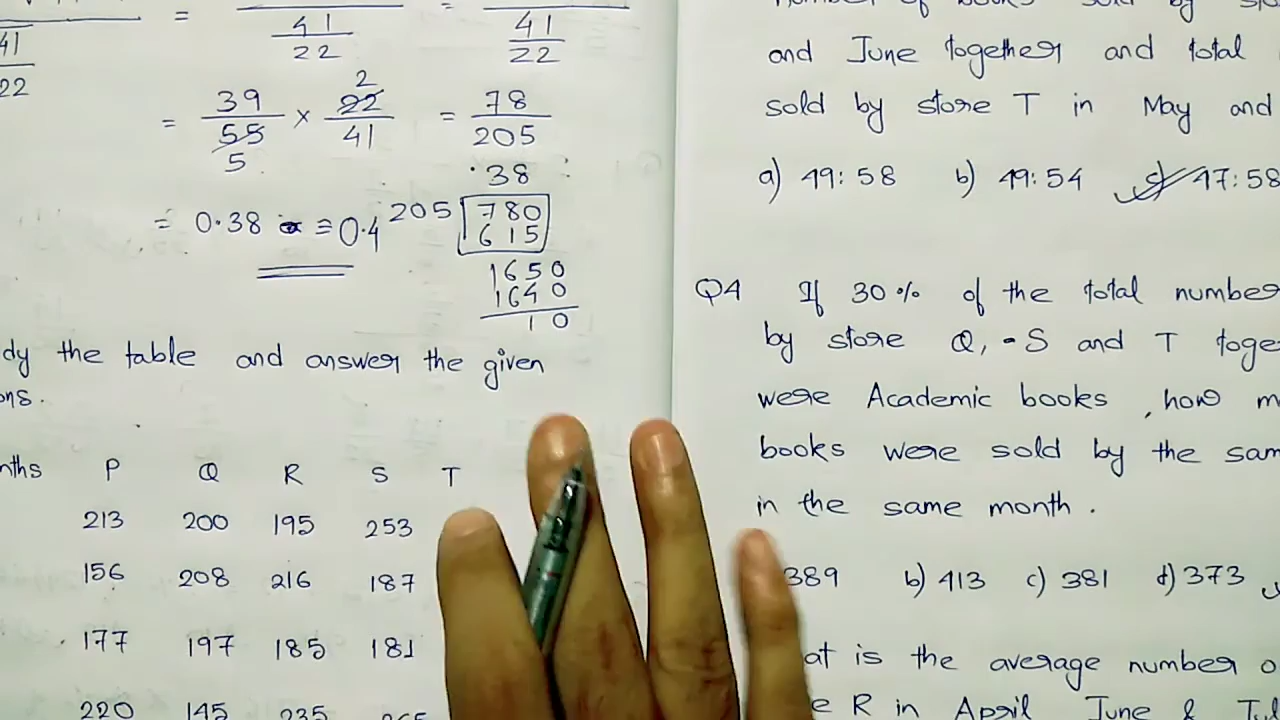 41
22
=
41
22
=
41
22
= 39/55 5 × 22 2/41 = 78/205
.38
= 0.38 ≅ 0.4
205 780
615
1650
1640
10
dy the table and answer the given
ons.
nths P Q R S T
213 200 195 253
156 208 216 187
177 197 185 181
220 145 235
and June together and total
sold by store T in May and
a) 49:58 b) 49:54 c) 47:58
Q4 If 30% of the total number
by store Q, S and T toge
were Academic books , how m
books were sold by the sam
in the same month .
389 b) 413 c) 381 d) 373
at is the average number o
e R in April June & Ju